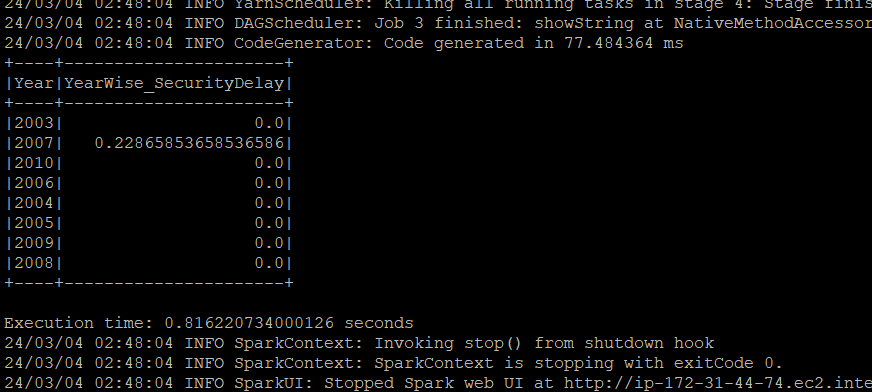 24/03/04 02:48:04 INFO YarnScheduler: Killing all running tasks in stage 4: Stage finis
24/03/04 02:48:04 INFO DAGScheduler: Job 3 finished: showString at NativeMethodAccessor
24/03/04 02:48:04 INFO CodeGenerator: Code generated in 77.484364 ms
+----+----------------------+
|Year|YearWise_SecurityDelay|
+----+----------------------+
|2003|                   0.0|
|2007|   0.22865853658536586|
|2010|                   0.0|
|2006|                   0.0|
|2004|                   0.0|
|2005|                   0.0|
|2009|                   0.0|
|2008|                   0.0|
+----+----------------------+
Execution time: 0.816220734000126 seconds
24/03/04 02:48:04 INFO SparkContext: Invoking stop() from shutdown hook
24/03/04 02:48:04 INFO SparkContext: SparkContext is stopping with exitCode 0.
24/03/04 02:48:04 INFO SparkUI: Stopped Spark web UI at http://ip-172-31-44-74.ec2.inte